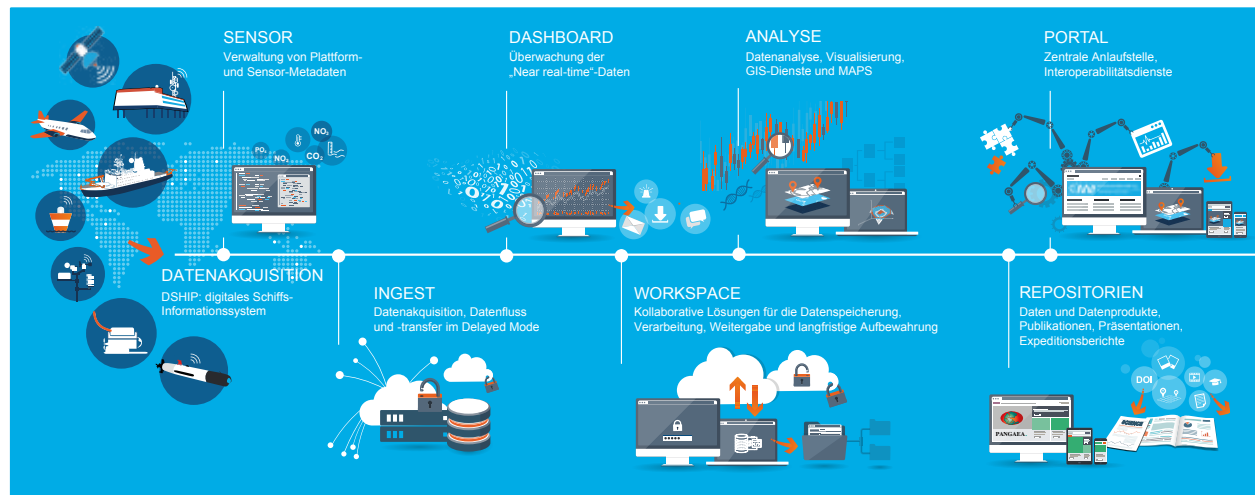 SENSOR
Verwaltung von Plattform-
und Sensor-Metadaten
DASHBOARD
Überwachung der
„Near real-time“-Daten
ANALYSE
Datenanalyse, Visualisierung,
GIS-Dienste und MAPS
PORTAL
Zentrale Anlaufstelle,
Interoperabilitätsdienste
PO₄
NO₂
NO₃
CO₂
DATENAKQUISITION
DSHIP: digitales Schiffs-
Informationssystem
INGEST
Datenakquisition, Datenfluss
und -transfer im Delayed Mode
WORKSPACE
Kollaborative Lösungen für die Datenspeicherung,
Verarbeitung, Weitergabe und langfristige Aufbewahrung
REPOSITORIEN
Daten und Datenprodukte,
Publikationen, Präsentationen,
Expeditionsberichte
DOI
PANGAEA.
SCIENCE